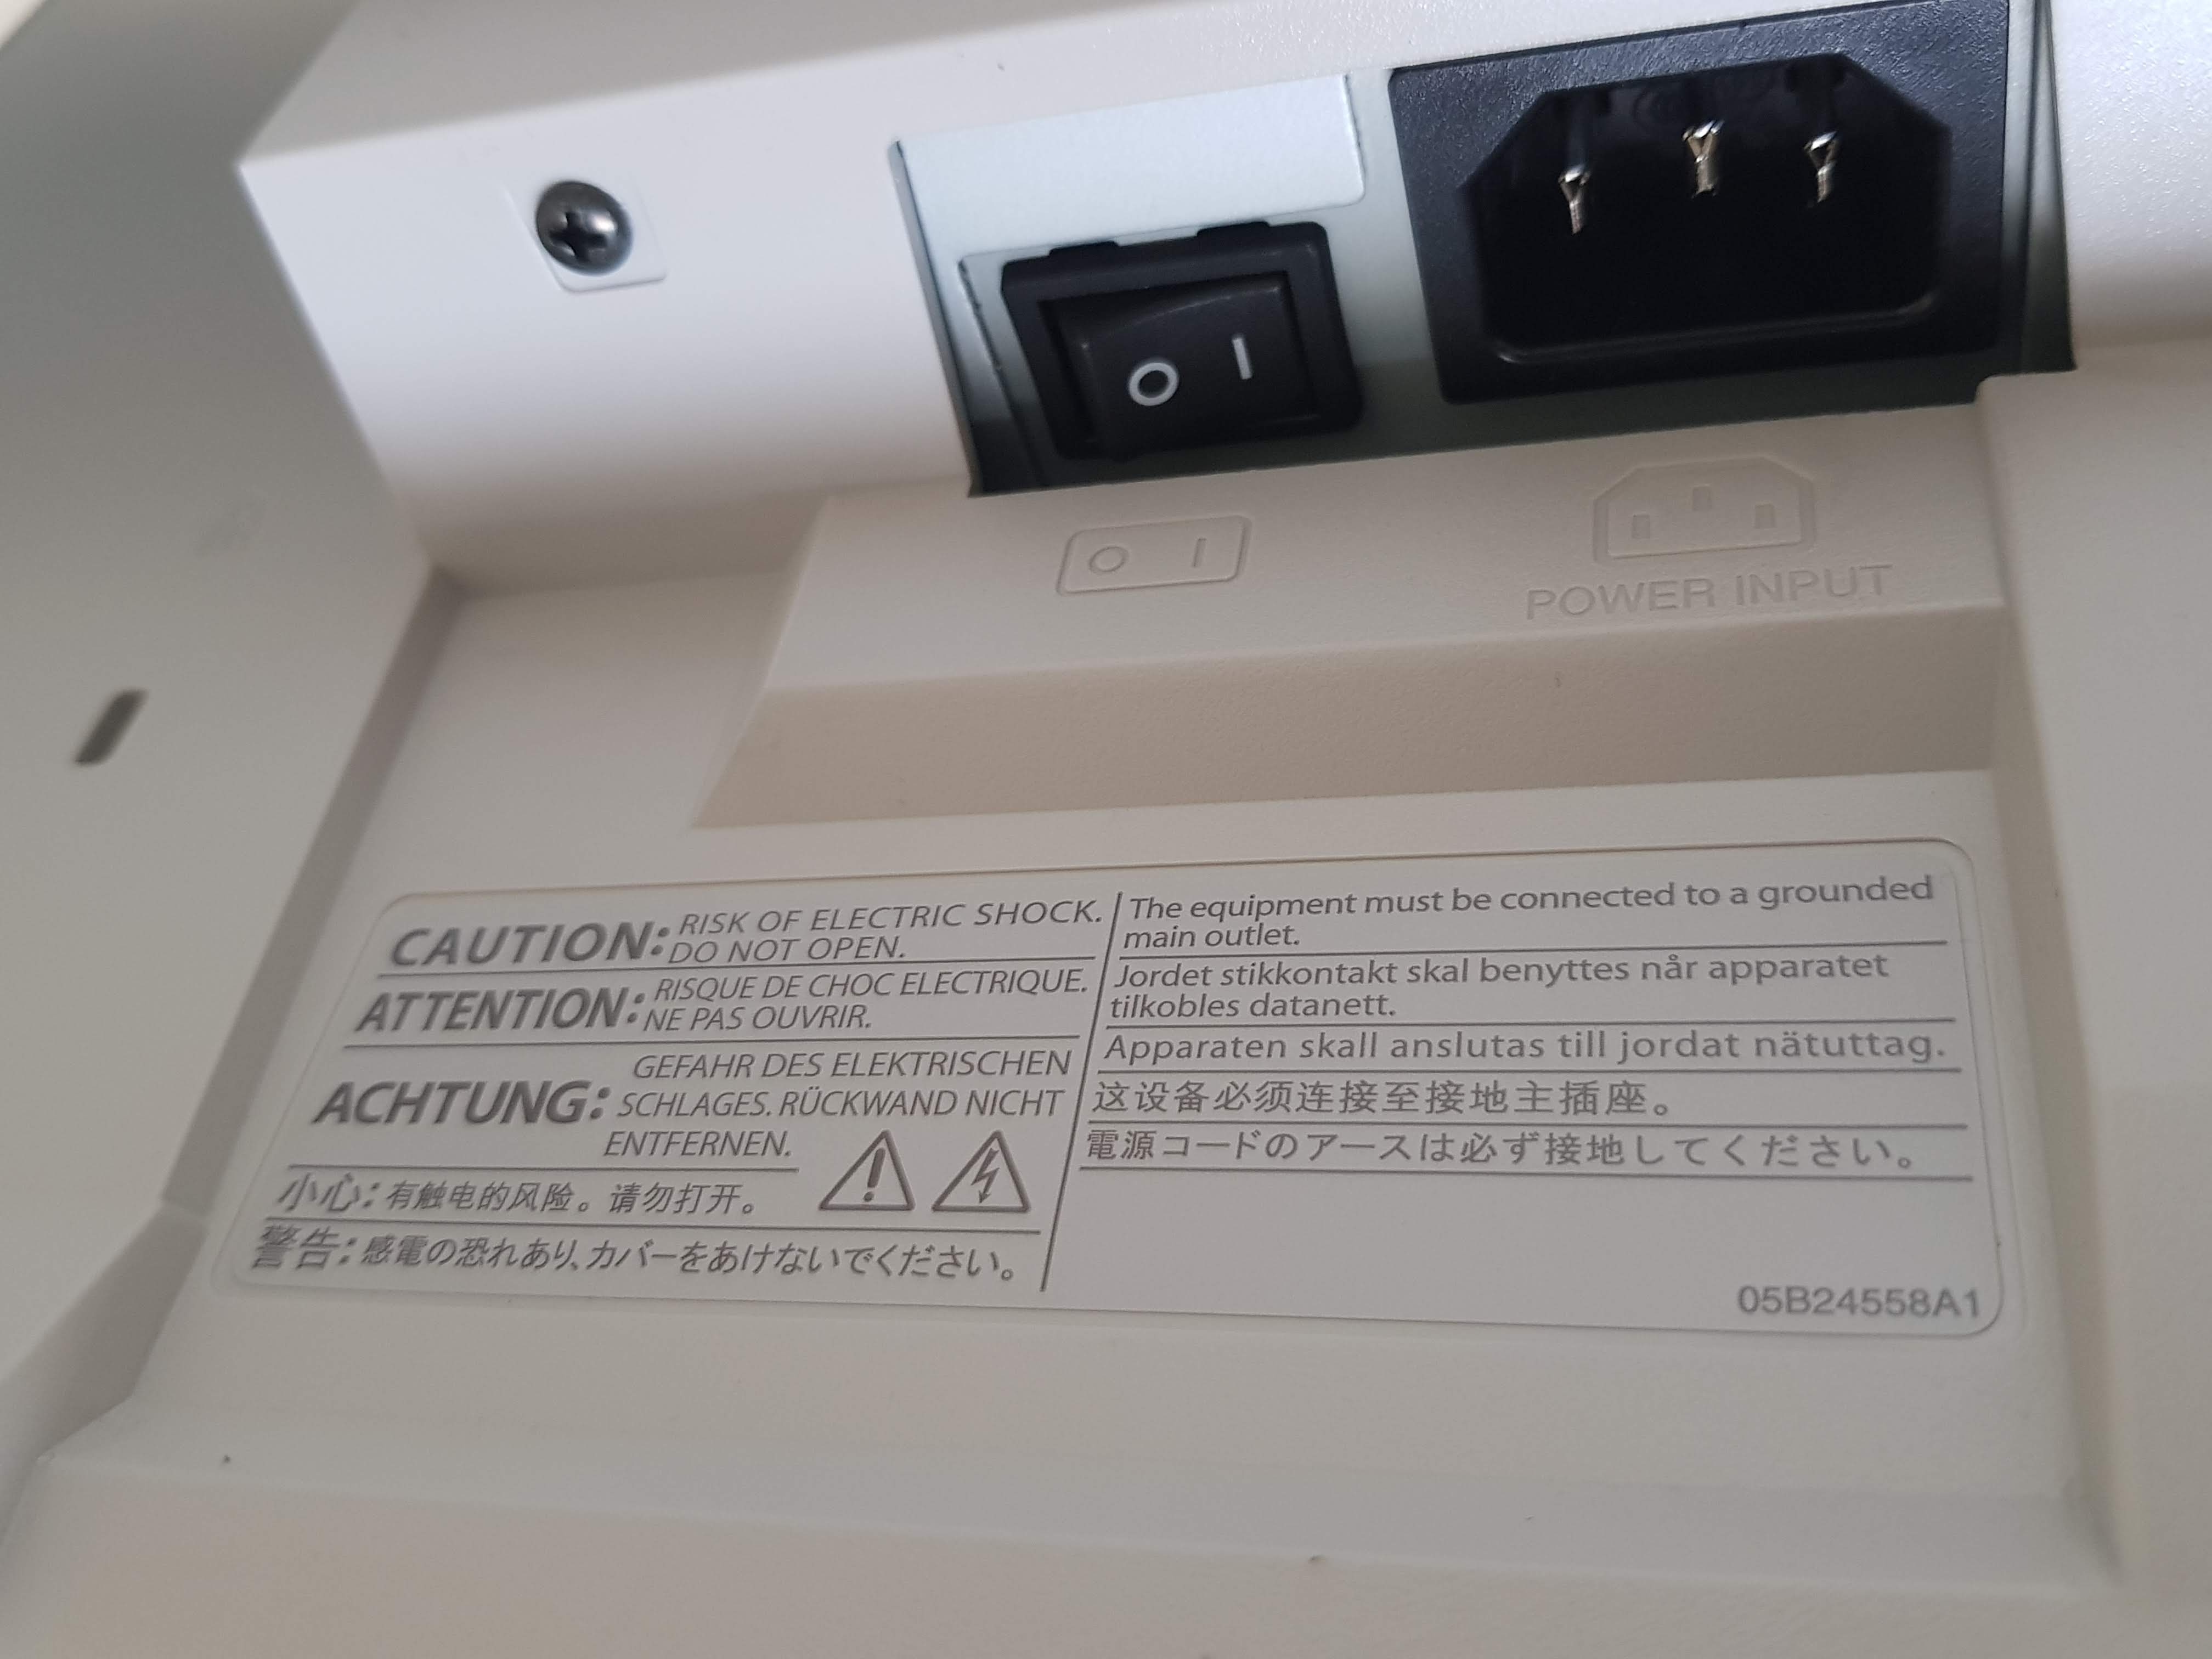 O I
O I
POWER INPUT
CAUTION: RISK OF ELECTRIC SHOCK.
DO NOT OPEN.
ATTENTION: RISQUE DE CHOC ELECTRIQUE.
NE PAS OUVRIR.
ACHTUNG: GEFAHR DES ELEKTRISCHEN
SCHLAGES. RÜCKWAND NICHT
ENTFERNEN.
小心：有触电的风险。请勿打开。
警告：感電の恐れあり、カバーをあけないでください。
The equipment must be connected to a grounded
main outlet.
Jordet stikkontakt skal benyttes når apparatet
tilkobles datanett.
Apparaten skall anslutas till jordat nätuttag.
这设备必须连接至接地主插座。
電源コードのアースは必ず接地してください。
05B24558A1